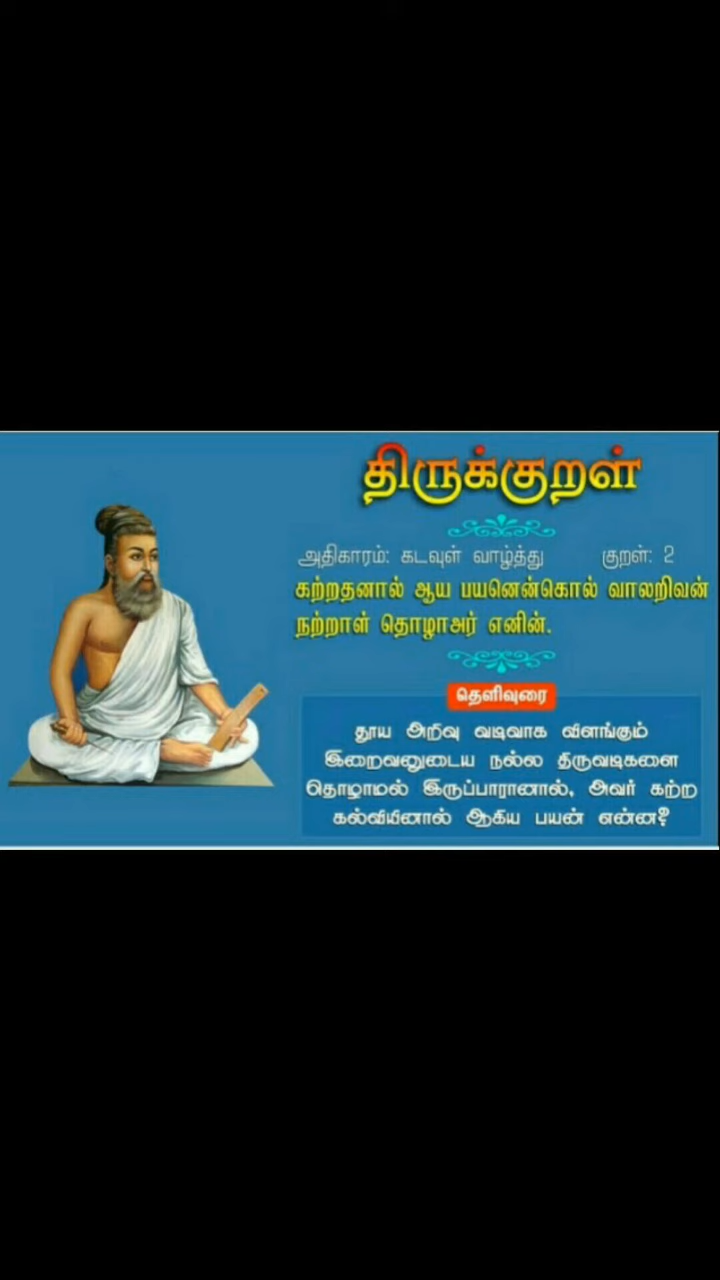 திருக்குறள்
அதிகாரம்: கடவுள் வாழ்த்து குறள்: 2
கற்றதனால் ஆய பயனென்கொல் வாலறிவன்
நற்றாள் தொழாஅர் எனின்.
தெளிவுரை
தூய அறிவு வடிவாக விளங்கும்
இறைவனுடைய நல்ல திருவடிகளை
தொழாமல் இருப்பாரானால், அவர் கற்ற
கல்வியினால் ஆகிய பயன் என்ன?